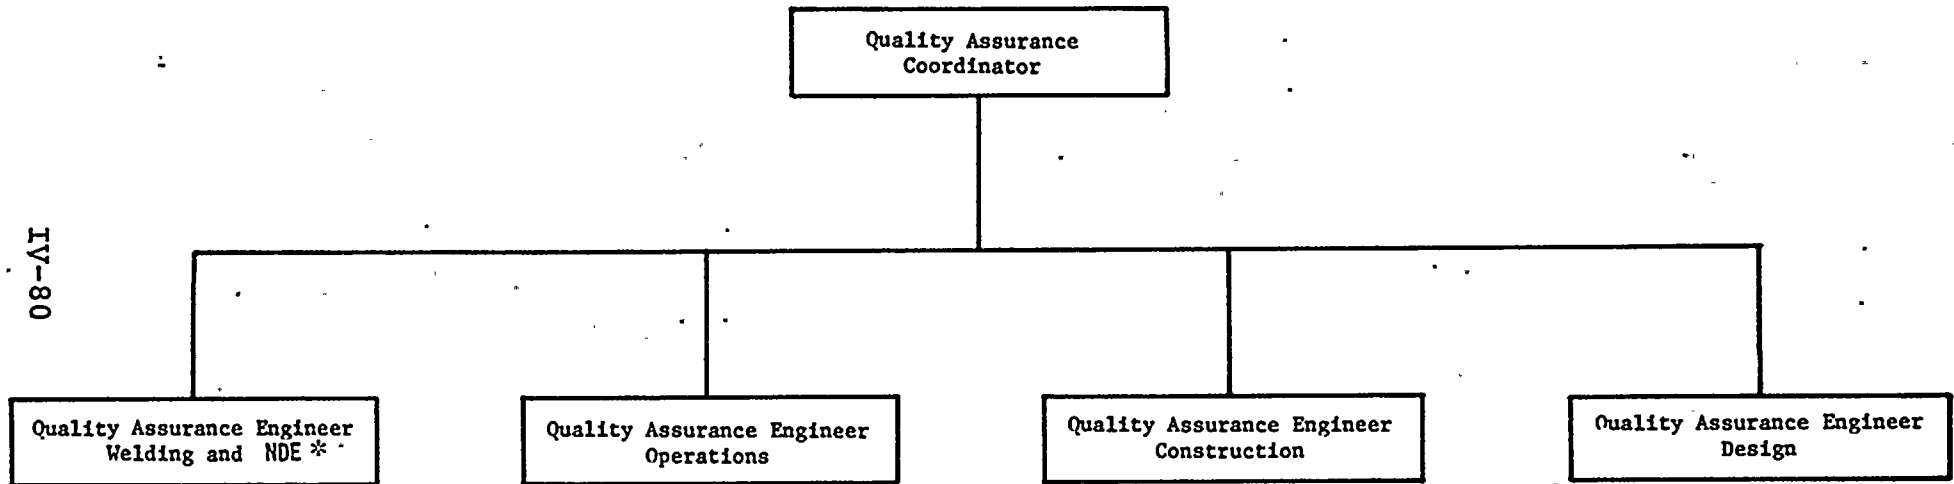 Quality Assurance
Coordinator
IV-80
Quality Assurance Engineer
Welding and NDE *
Quality Assurance Engineer
Operations
Quality Assurance Engineer
Construction
Quality Assurance Engineer
Design